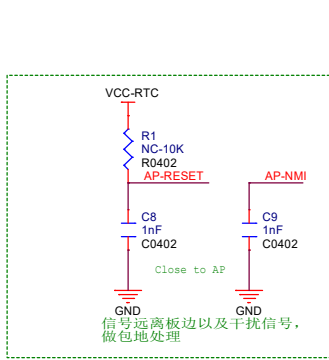 VCC-RTC
R1
NC-10K
R0402
AP-RESET
AP-NMI
C8
1nF
C0402
C9
1nF
C0402
Close to AP
GND
GND
信号远离板边以及干扰信号，
做包地处理